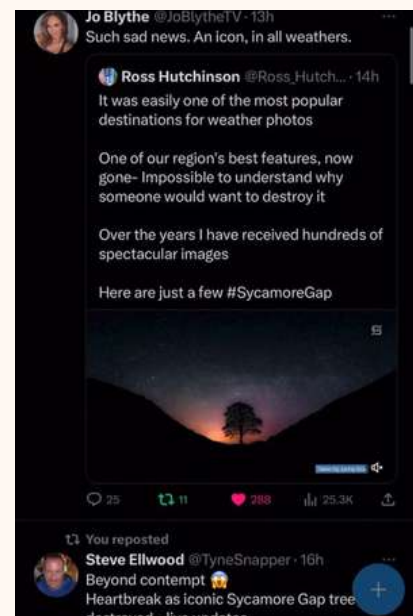 Jo Blythe @JoBlytheTV · 13h
Such sad news. An icon, in all weathers.
Ross Hutchinson @Ross_Hutch... · 14h
It was easily one of the most popular
destinations for weather photos
One of our region's best features, now
gone- Impossible to understand why
someone would want to destroy it
Over the years I have received hundreds of
spectacular images
Here are just a few #SycamoreGap
25 11 288 25.3K
You reposted
Steve Ellwood @TyneSnapper · 16h
Beyond contempt 😱
Heartbreak as iconic Sycamore Gap tree